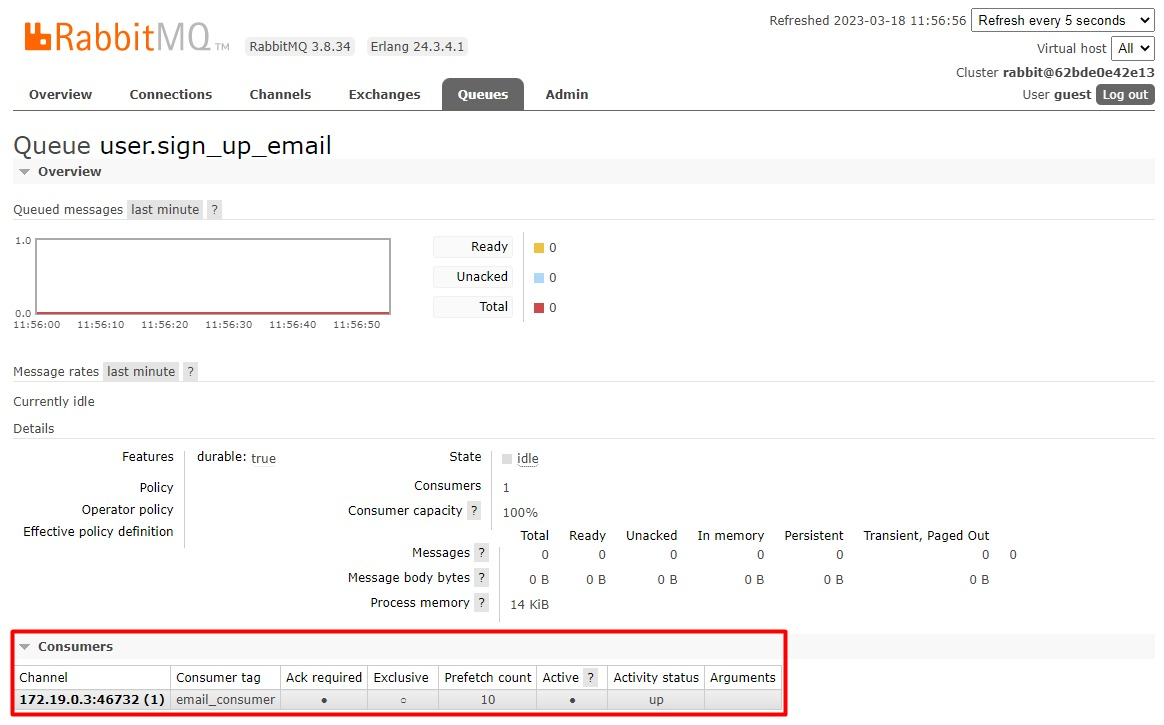 Refreshed 2023-03-18 11:56:56 Refresh every 5 seconds
RabbitMQ TM RabbitMQ 3.8.34 Erlang 24.3.4.1
Virtual host All
Cluster rabbit@62bde0e42e13
User guest Log out
Overview Connections Channels Exchanges Queues Admin
Queue user.sign_up_email
Overview
Queued messages last minute ?
1.0
0.0
11:56:00 11:56:10 11:56:20 11:56:30 11:56:40 11:56:50
Ready 0
Unacked 0
Total 0
Message rates last minute ?
Currently idle
Details
Features durable: true
Policy
Operator policy
Effective policy definition
State idle
Consumers 1
Consumer capacity ? 100%
Total Ready Unacked In memory Persistent Transient, Paged Out
Messages ? 0 0 0 0 0 0 0
Message body bytes ? 0 B 0 B 0 B 0 B 0 B 0 B
Process memory ? 14 KiB
Consumers
Channel Consumer tag Ack required Exclusive Prefetch count Active ? Activity status Arguments
172.19.0.3:46732 (1) email_consumer ● ○ 10 ● up